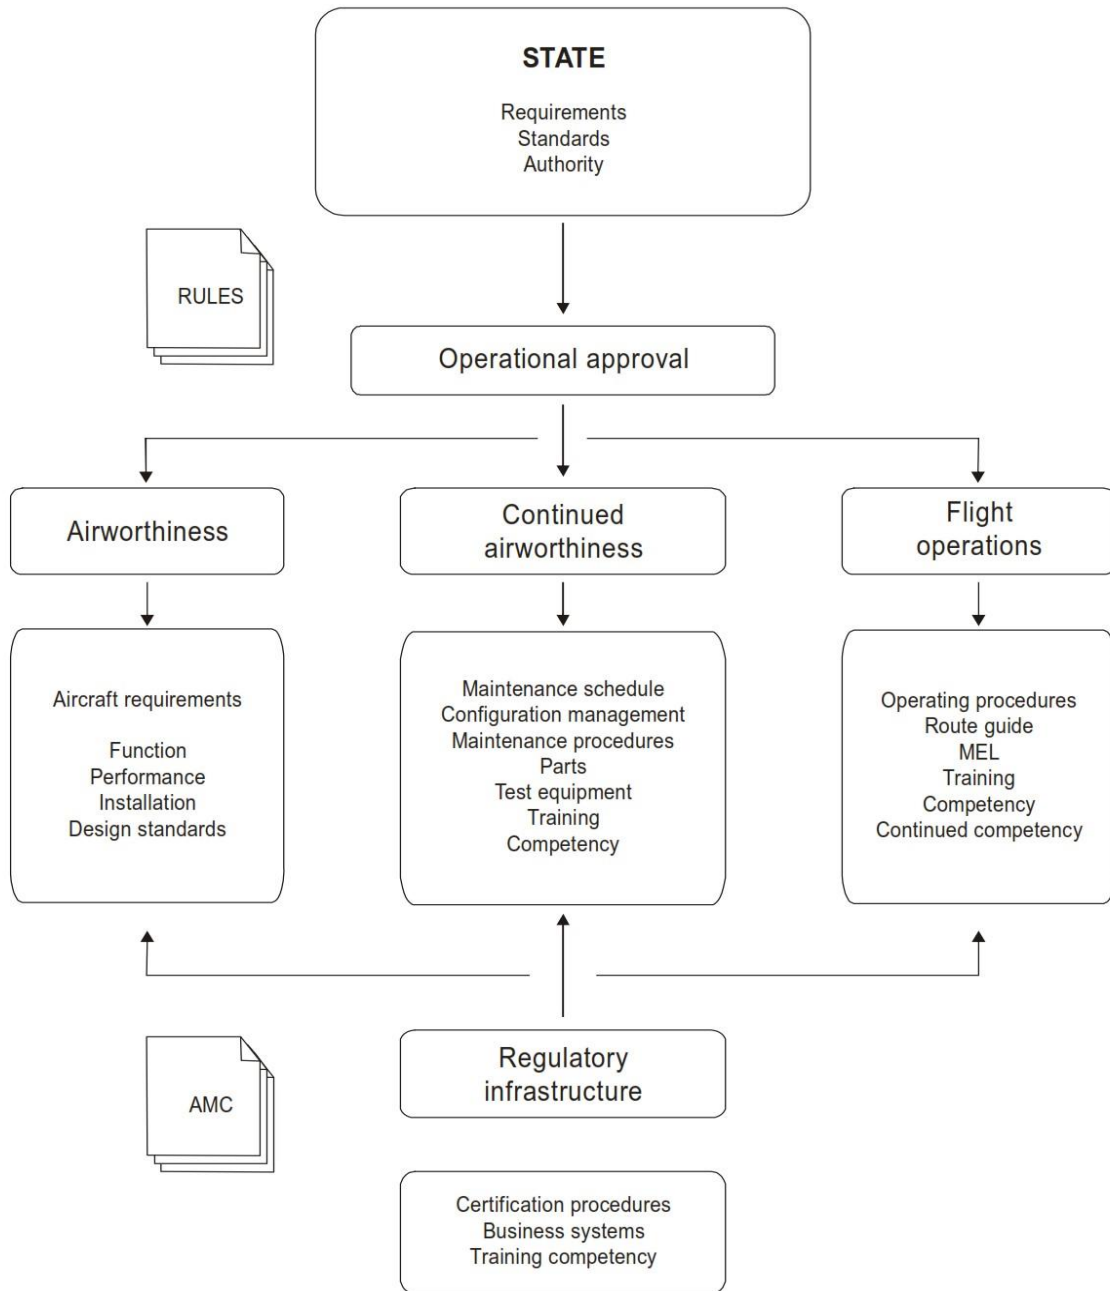 STATE
Requirements
Standards
Authority
RULES
Operational approval
Airworthiness
Continued
airworthiness
Flight
operations
Aircraft requirements
Function
Performance
Installation
Design standards
Maintenance schedule
Configuration management
Maintenance procedures
Parts
Test equipment
Training
Competency
Operating procedures
Route guide
MEL
Training
Competency
Continued competency
AMC
Regulatory
infrastructure
Certification procedures
Business systems
Training competency